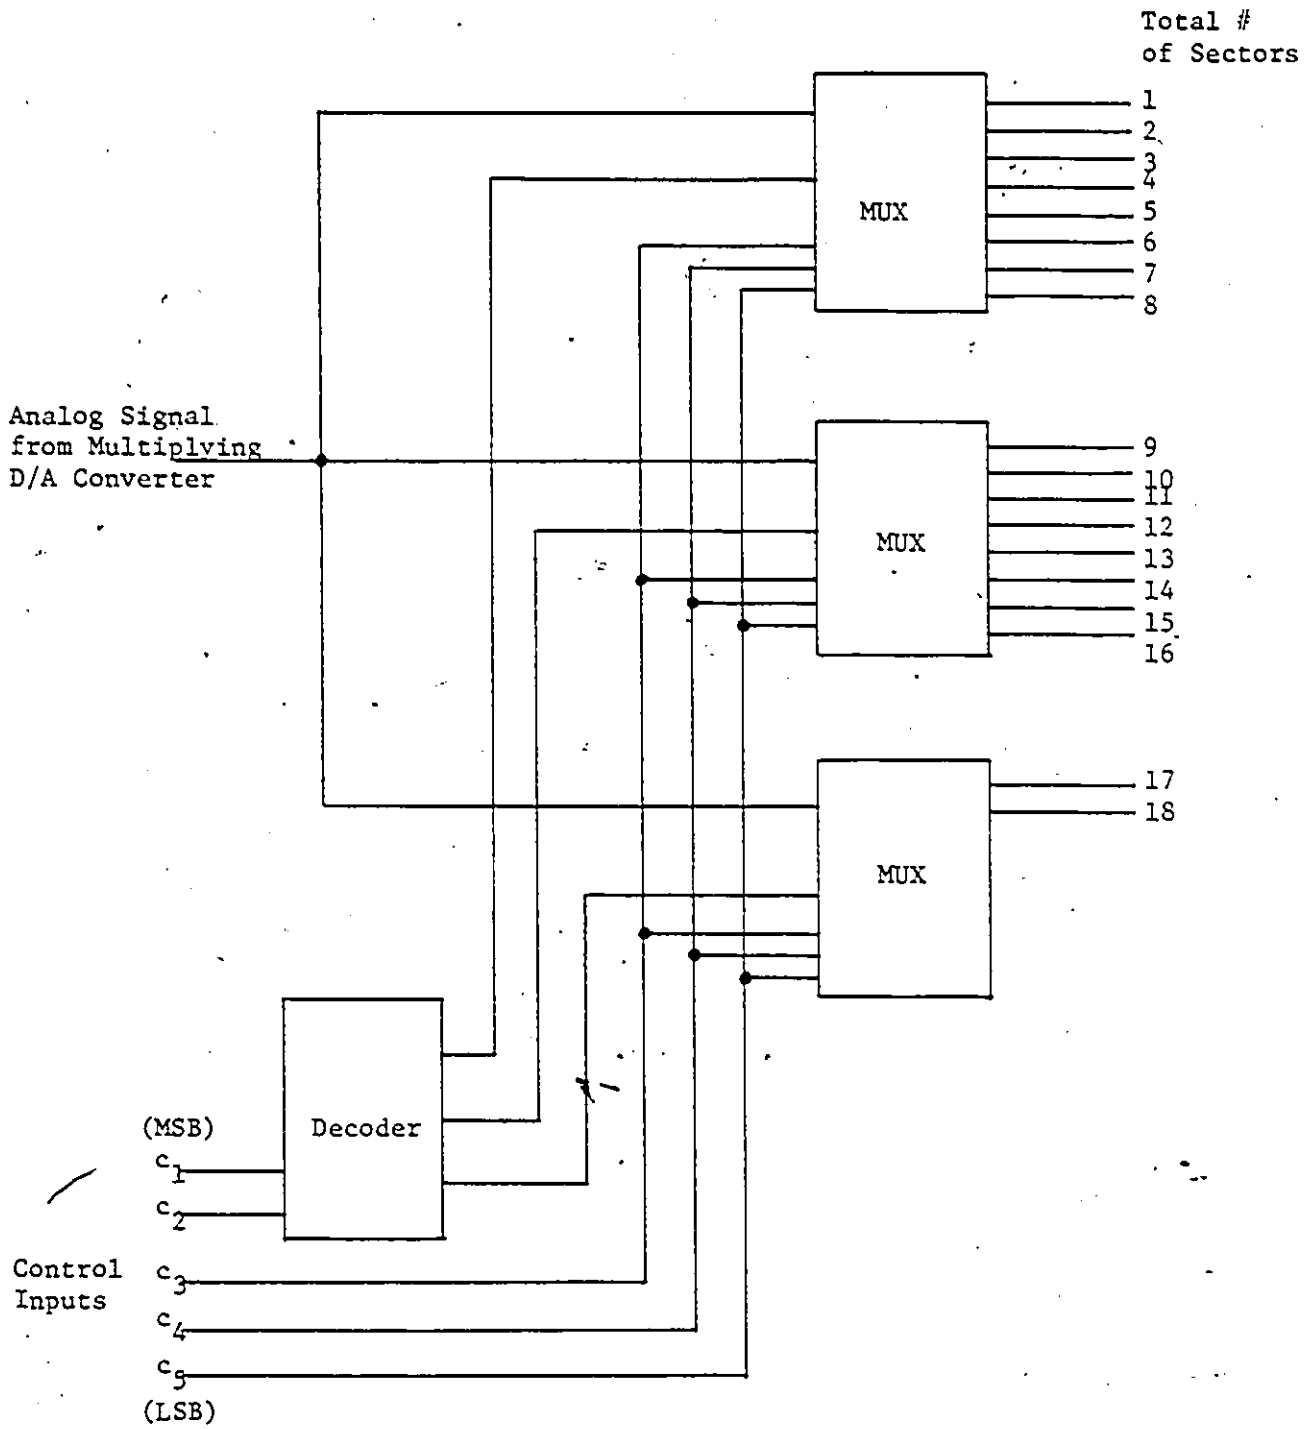 Total #
of Sectors
1
2
3
4
MUX
5
6
7
8
Analog Signal
from Multiplying
D/A Converter
9
10
11
12
MUX
13
14
15
16
17
18
MUX
Decoder
(MSB)
c1
c2
Control
Inputs
c3
c4
c5
(LSB)